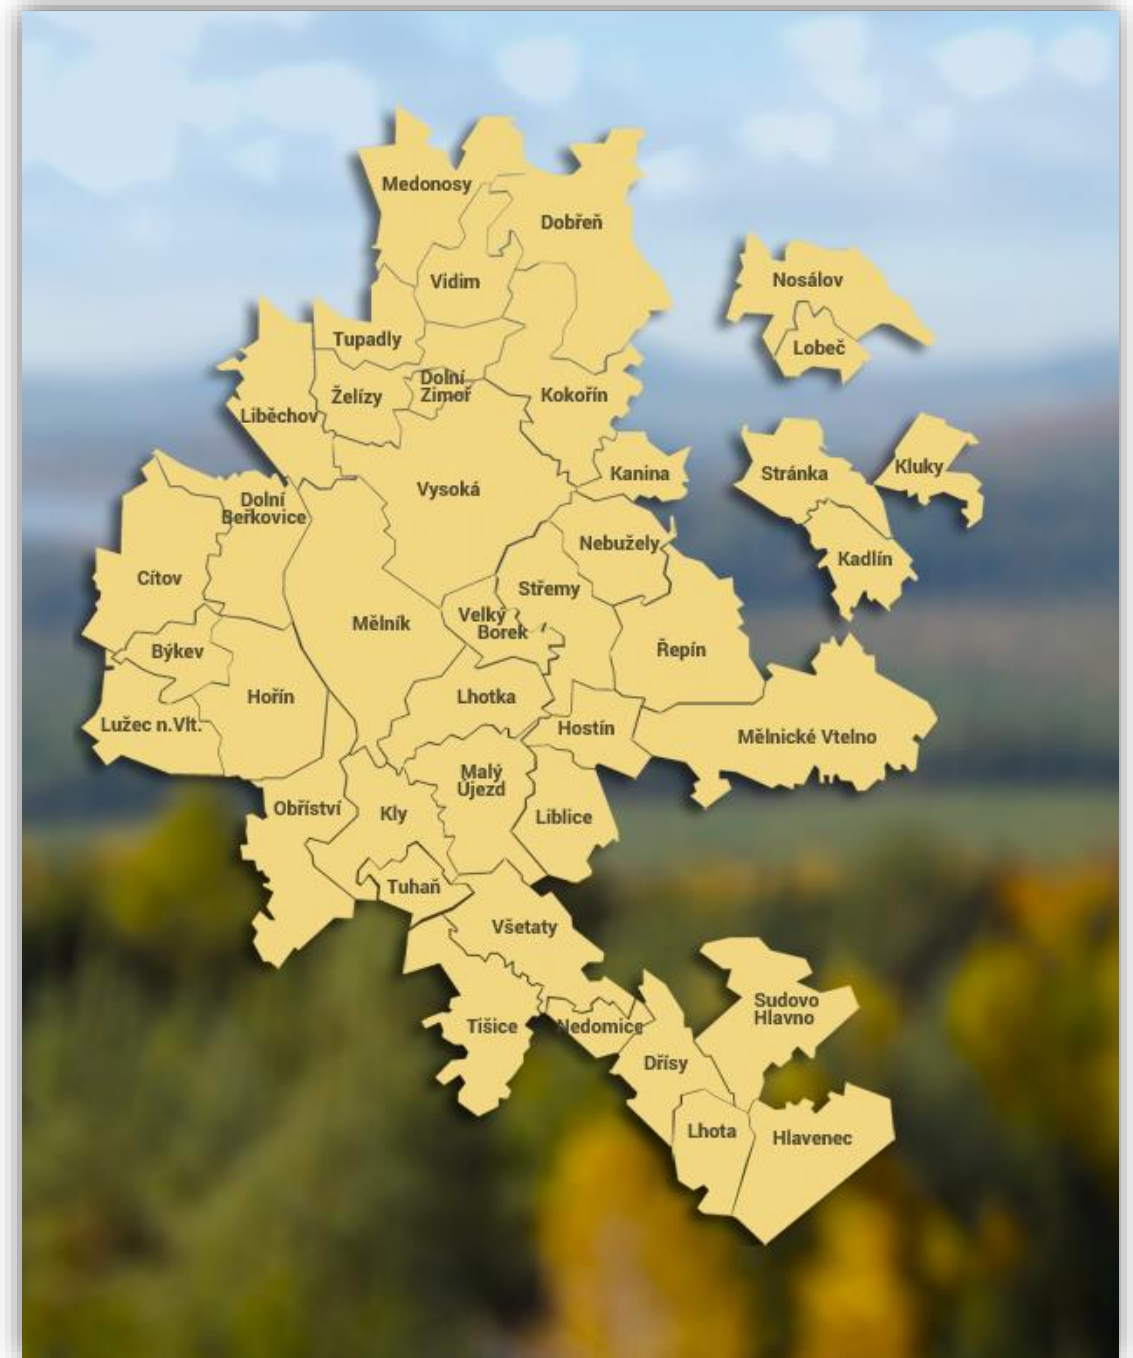 Medonosy
Dobřeň
Vidim
Nosálov
Tupadly
Lobeč
Dolní
Zimoř
Želízy
Kokořín
Liběchov
Kanina
Stránka
Kluky
Vysoká
Dolní
Beřkovice
Nebužely
Kadlín
Cítov
Střemy
Velký
Borek
Mělník
Býkev
Řepín
Hořín
Lhotka
Lužec n.Vlt.
Hostín
Mělnické Vtelno
Malý
Újezd
Obříství
Kly
Liblice
Tuhaň
Všetaty
Sudovo
Hlavno
Tišice
Nedomice
Dřísy
Lhota
Hlavenec